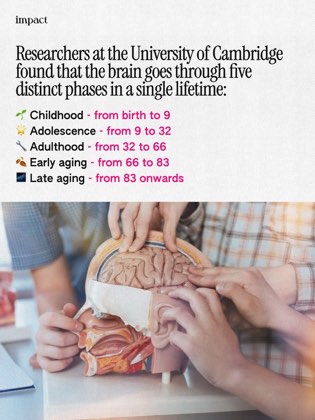 impact
Researchers at the University of Cambridge
found that the brain goes through five
distinct phases in a single lifetime:
🌱 Childhood - from birth to 9
🌟 Adolescence - from 9 to 32
🔧 Adulthood - from 32 to 66
🍂 Early aging - from 66 to 83
🌌 Late aging - from 83 onwards